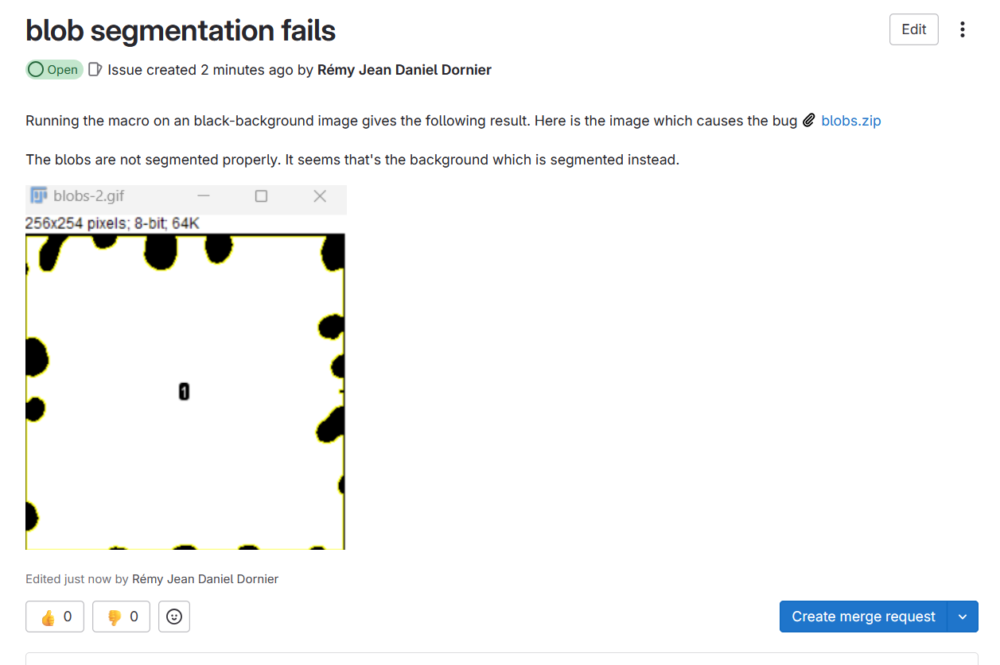 blob segmentation fails
Edit
Open
Issue created 2 minutes ago by Rémy Jean Daniel Dornier
Running the macro on an black-background image gives the following result. Here is the image which causes the bug blobs.zip
The blobs are not segmented properly. It seems that's the background which is segmented instead.
blobs-2.gif
256x254 pixels; 8-bit; 64K
1
Edited just now by Rémy Jean Daniel Dornier
0
0
Create merge request